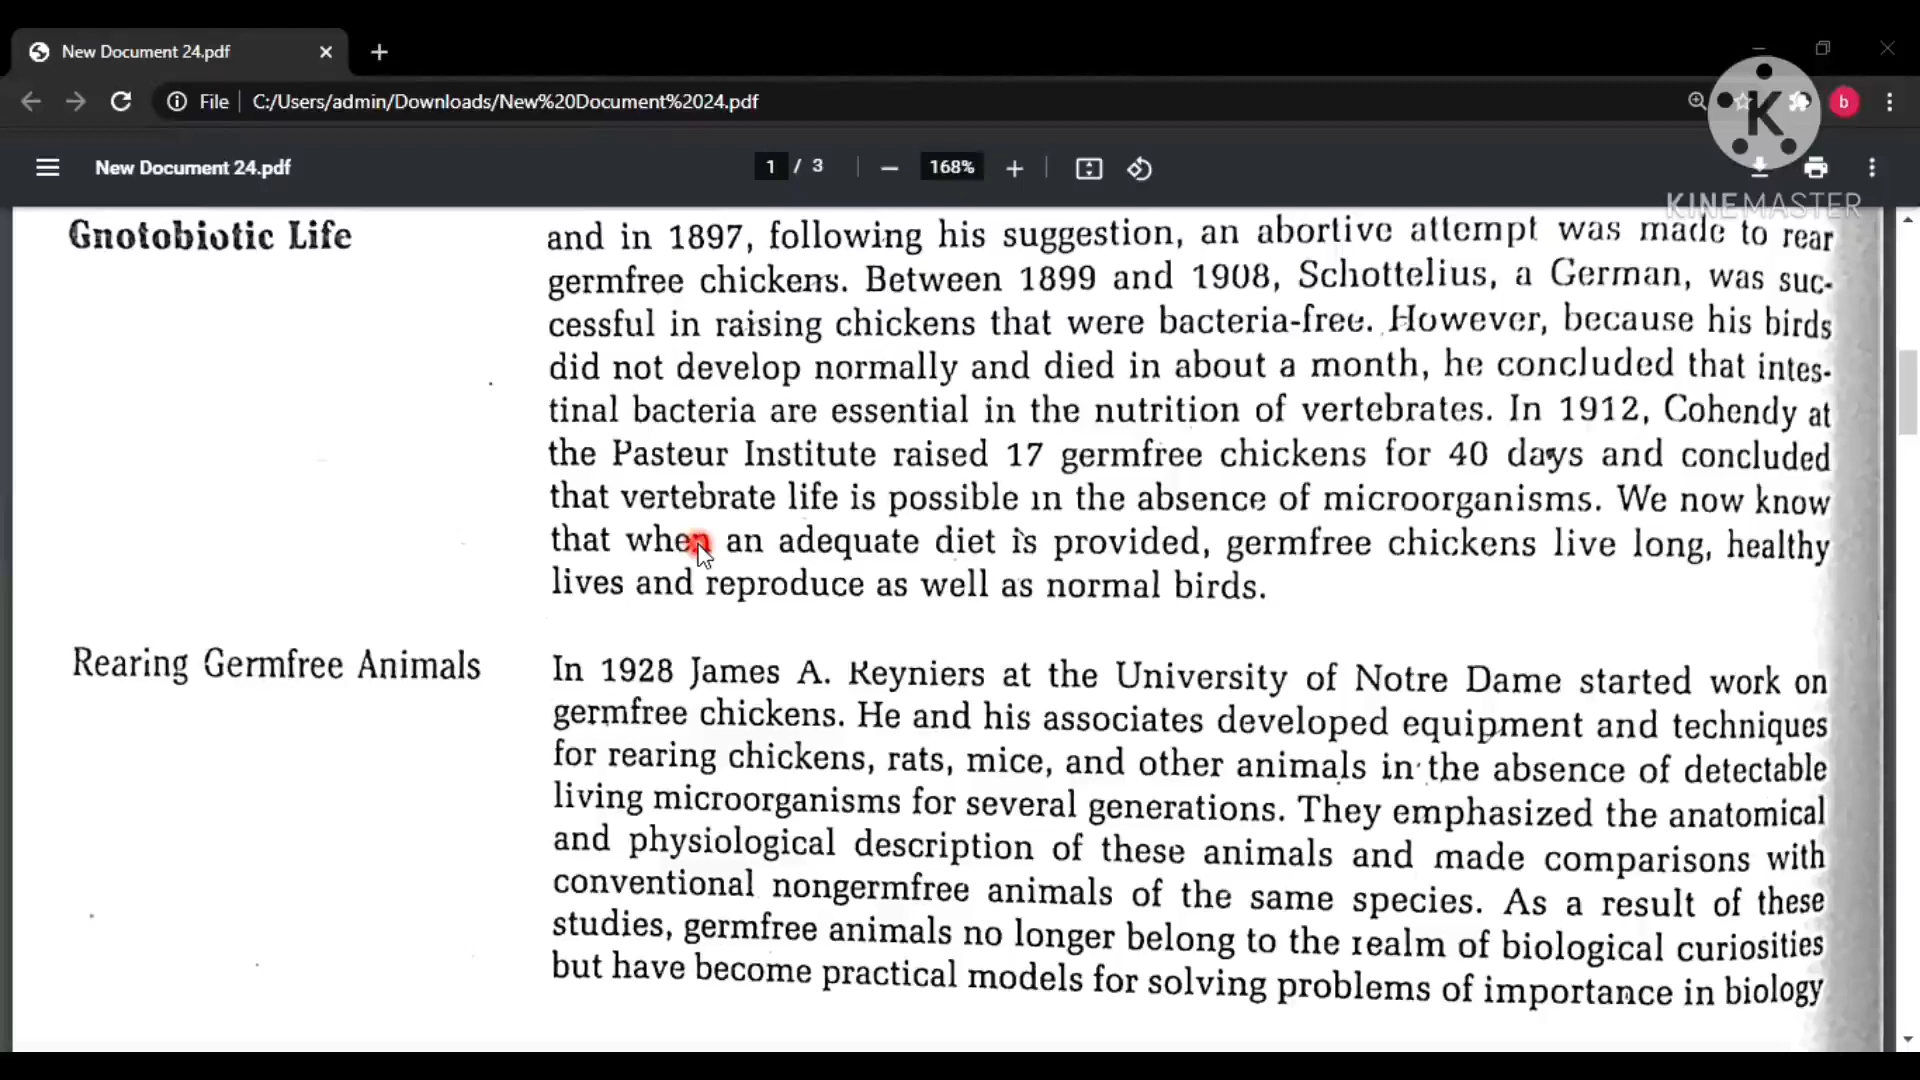 New Document 24.pdf
File
C:/Users/admin/Downloads/New%20Document%2024.pdf
b
K
KINEMASTER
New Document 24.pdf
1 / 3
168%
Gnotobiotic Life
and in 1897, following his suggestion, an abortive attempt was made to rear
germfree chickens. Between 1899 and 1908, Schottelius, a German, was suc-
cessful in raising chickens that were bacteria-free. However, because his birds
did not develop normally and died in about a month, he concluded that intes-
tinal bacteria are essential in the nutrition of vertebrates. In 1912, Cohendy at
the Pasteur Institute raised 17 germfree chickens for 40 days and concluded
that vertebrate life is possible in the absence of microorganisms. We now know
that when an adequate diet is provided, germfree chickens live long, healthy
lives and reproduce as well as normal birds.
Rearing Germfree Animals
In 1928 James A. Reyniers at the University of Notre Dame started work on
germfree chickens. He and his associates developed equipment and techniques
for rearing chickens, rats, mice, and other animals in the absence of detectable
living microorganisms for several generations. They emphasized the anatomical
and physiological description of these animals and made comparisons with
conventional nongermfree animals of the same species. As a result of these
studies, germfree animals no longer belong to the realm of biological curiosities
but have become practical models for solving problems of importance in biology